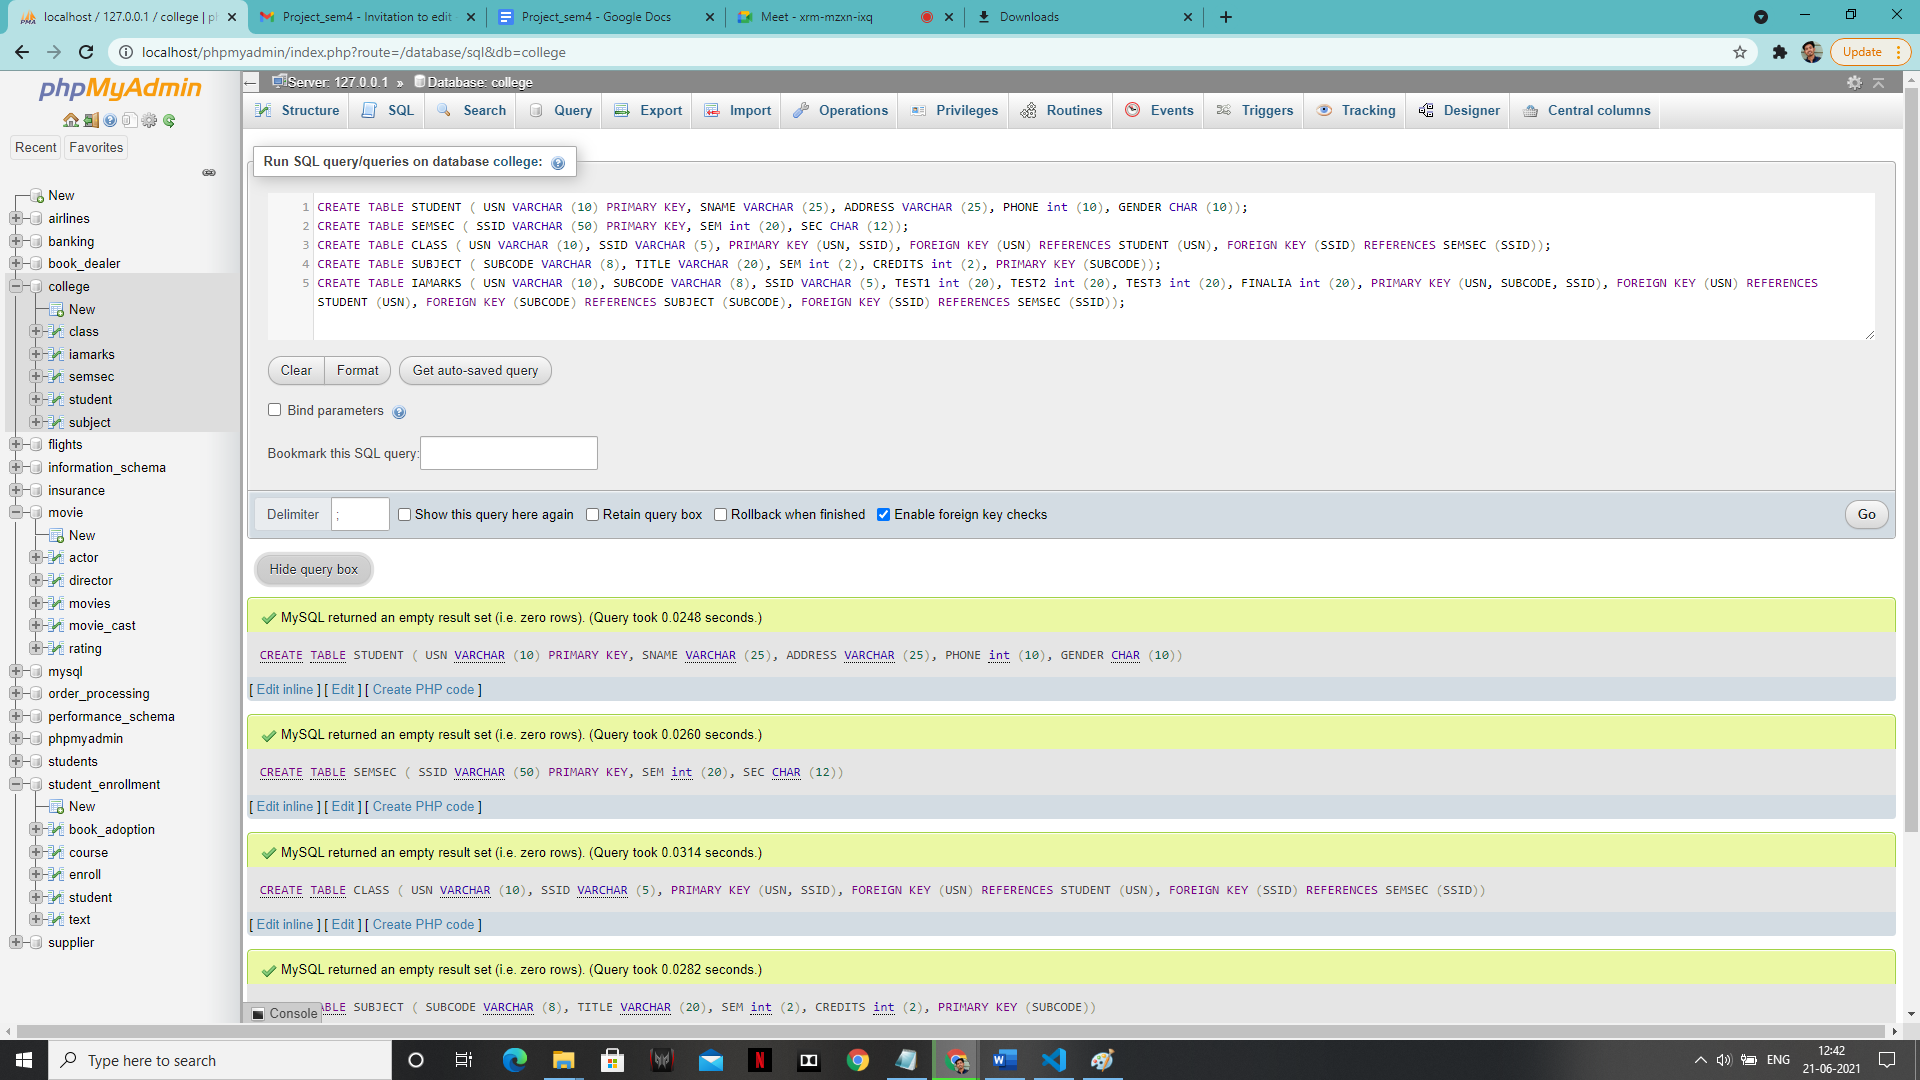 localhost / 127.0.0.1 / college | ph
Project_sem4 - Invitation to edit
Project_sem4 - Google Docs
Meet - xrm-mzxn-ixq
Downloads
localhost/phpmyadmin/index.php?route=/database/sql&db=college
Update
phpMyAdmin
Recent
Favorites
New
airlines
banking
book_dealer
college
New
class
iamarks
semsec
student
subject
flights
information_schema
insurance
movie
New
actor
director
movies
movie_cast
rating
mysql
order_processing
performance_schema
phpmyadmin
students
student_enrollment
New
book_adoption
course
enroll
student
text
supplier
Server: 127.0.0.1 » Database: college
Structure SQL Search Query Export Import Operations Privileges Routines Events Triggers Tracking Designer Central columns
Run SQL query/queries on database college:
1 CREATE TABLE STUDENT ( USN VARCHAR (10) PRIMARY KEY, SNAME VARCHAR (25), ADDRESS VARCHAR (25), PHONE int (10), GENDER CHAR (10));
2 CREATE TABLE SEMSEC ( SSID VARCHAR (50) PRIMARY KEY, SEM int (20), SEC CHAR (12));
3 CREATE TABLE CLASS ( USN VARCHAR (10), SSID VARCHAR (5), PRIMARY KEY (USN, SSID), FOREIGN KEY (USN) REFERENCES STUDENT (USN), FOREIGN KEY (SSID) REFERENCES SEMSEC (SSID));
4 CREATE TABLE SUBJECT ( SUBCODE VARCHAR (8), TITLE VARCHAR (20), SEM int (2), CREDITS int (2), PRIMARY KEY (SUBCODE));
5 CREATE TABLE IAMARKS ( USN VARCHAR (10), SUBCODE VARCHAR (8), SSID VARCHAR (5), TEST1 int (20), TEST2 int (20), TEST3 int (20), FINALIA int (20), PRIMARY KEY (USN, SUBCODE, SSID), FOREIGN KEY (USN) REFERENCES
STUDENT (USN), FOREIGN KEY (SUBCODE) REFERENCES SUBJECT (SUBCODE), FOREIGN KEY (SSID) REFERENCES SEMSEC (SSID));
Clear Format Get auto-saved query
Bind parameters
Bookmark this SQL query:
Delimiter ; Show this query here again Retain query box Rollback when finished Enable foreign key checks Go
Hide query box
MySQL returned an empty result set (i.e. zero rows). (Query took 0.0248 seconds.)
CREATE TABLE STUDENT ( USN VARCHAR (10) PRIMARY KEY, SNAME VARCHAR (25), ADDRESS VARCHAR (25), PHONE int (10), GENDER CHAR (10))
[ Edit inline ] [ Edit ] [ Create PHP code ]
MySQL returned an empty result set (i.e. zero rows). (Query took 0.0260 seconds.)
CREATE TABLE SEMSEC ( SSID VARCHAR (50) PRIMARY KEY, SEM int (20), SEC CHAR (12))
[ Edit inline ] [ Edit ] [ Create PHP code ]
MySQL returned an empty result set (i.e. zero rows). (Query took 0.0314 seconds.)
CREATE TABLE CLASS ( USN VARCHAR (10), SSID VARCHAR (5), PRIMARY KEY (USN, SSID), FOREIGN KEY (USN) REFERENCES STUDENT (USN), FOREIGN KEY (SSID) REFERENCES SEMSEC (SSID))
[ Edit inline ] [ Edit ] [ Create PHP code ]
MySQL returned an empty result set (i.e. zero rows). (Query took 0.0282 seconds.)
ABLE SUBJECT ( SUBCODE VARCHAR (8), TITLE VARCHAR (20), SEM int (2), CREDITS int (2), PRIMARY KEY (SUBCODE))
Console
Type here to search
ENG
12:42
21-06-2021